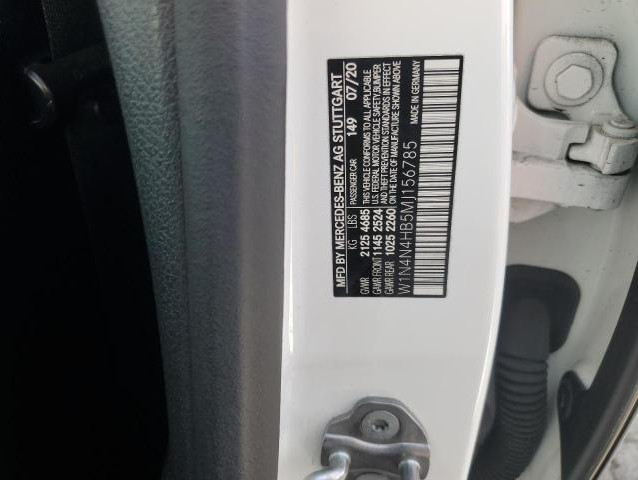 MFD BY MERCEDES-BENZ AG STUTTGART
PASSENGER CAR 149 07/20
KG LBS
GVWR 2125 4685
GAWR FRONT 1145 2524
GAWR REAR 1025 2260
THIS VEHICLE CONFORMS TO ALL APPLICABLE
U.S. FEDERAL MOTOR VEHICLE SAFETY, BUMPER
AND THEFT PREVENTION STANDARDS IN EFFECT
ON THE DATE OF MANUFACTURE SHOWN ABOVE
MADE IN GERMANY
W1N4N4HB5MJ156785